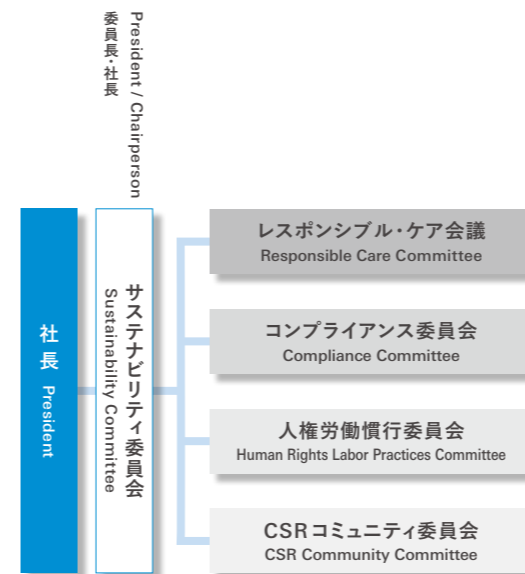 委員長・社長
President / Chairperson
社長 President
サステナビリティ委員会
Sustainability Committee
レスポンシブル・ケア会議
Responsible Care Committee
コンプライアンス委員会
Compliance Committee
人権労働慣行委員会
Human Rights Labor Practices Committee
CSRコミュニティ委員会
CSR Community Committee